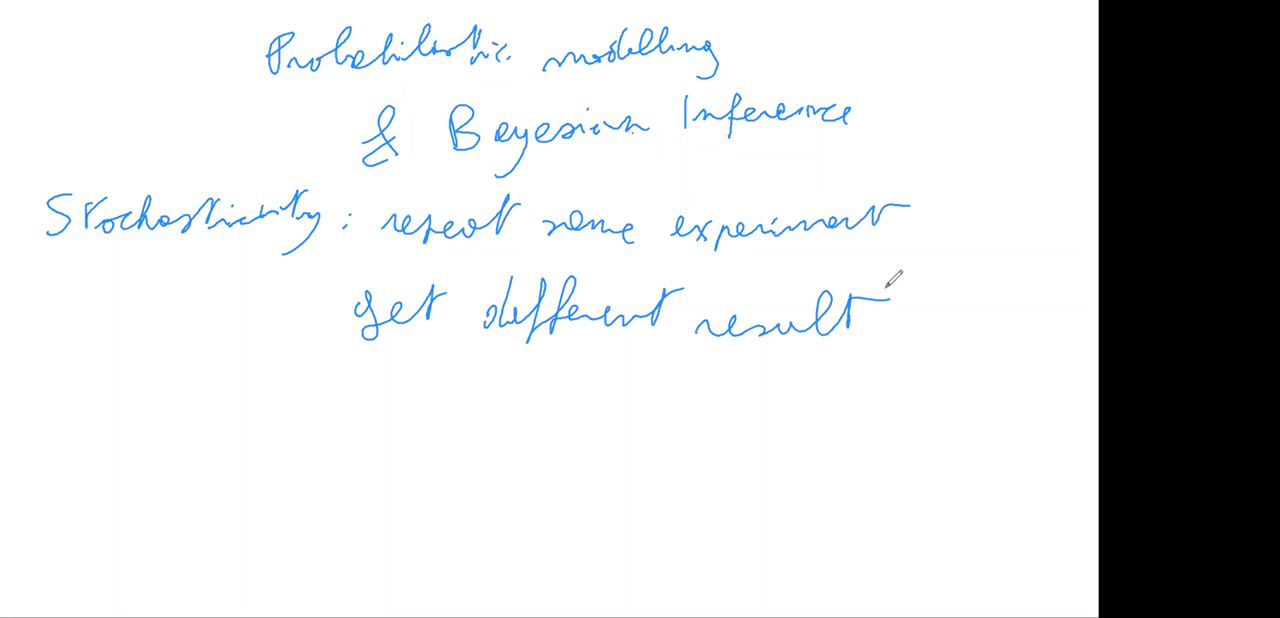 Probabilistic modelling
& Bayesian Inference
Stochasticity: repeat same experiment
get different result